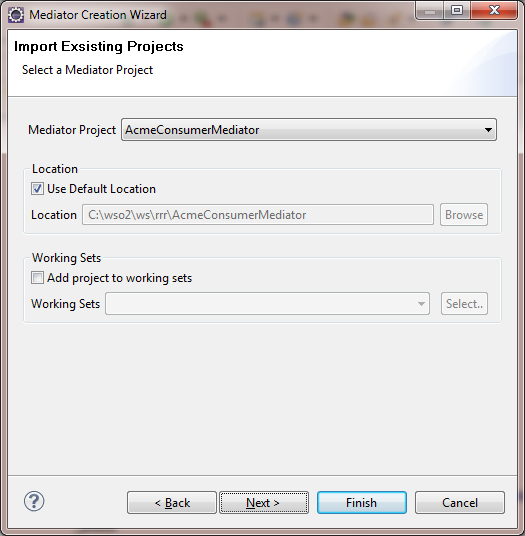 Mediator Creation Wizard
Import Exsisting Projects
Select a Mediator Project
Mediator Project AcmeConsumerMediator
Location
Use Default Location
Location C:\wso2\ws\rrr\AcmeConsumerMediator Browse
Working Sets
Add project to working sets
Working Sets Select..
? < Back Next > Finish Cancel